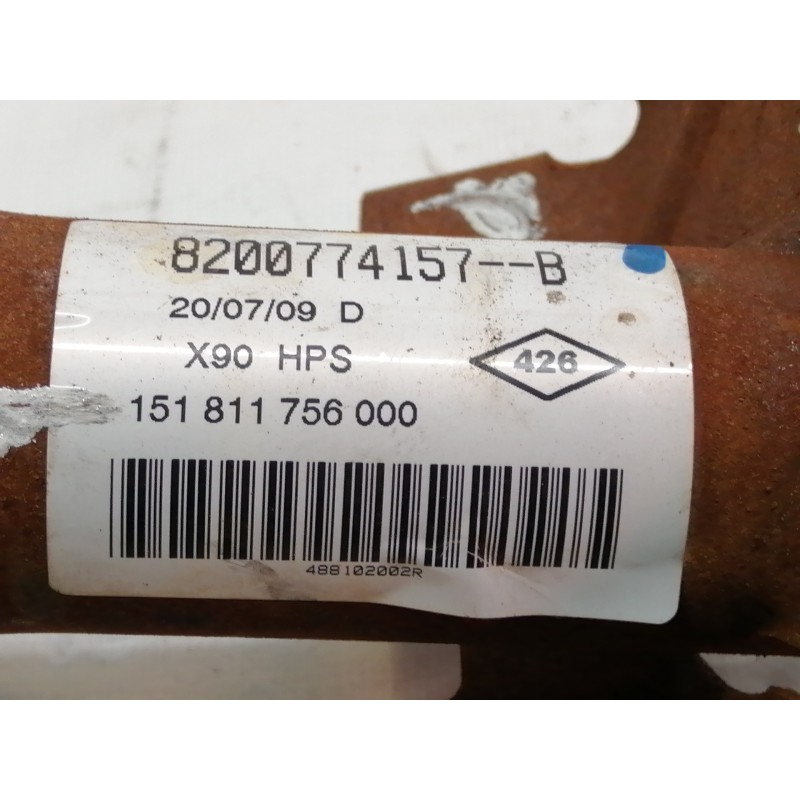 8200774157--B
20/07/09 D
X90 HPS
426
151 811 756 000
488102002R